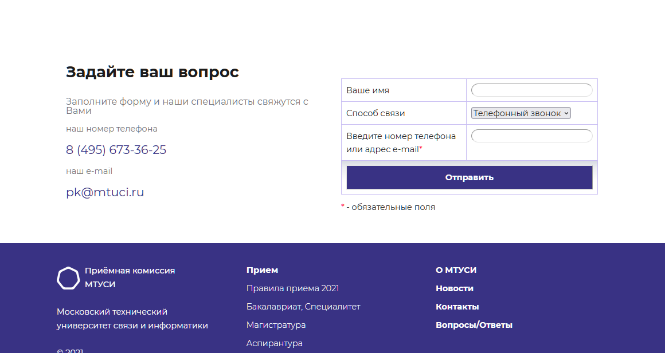 Задайте ваш вопрос
Заполните форму и наши специалисты свяжутся с
Вами
наш номер телефона
8 (495) 673-36-25
наш e-mail
pk@mtuci.ru
Ваше имя
Способ связи
Телефонный звонок
Введите номер телефона
или адрес e-mail*
Отправить
* - обязательные поля
Приёмная комиссия
МТУСИ
Московский технический
университет связи и информатики
© 2021
Прием
Правила приема 2021
Бакалавриат, Специалитет
Магистратура
Аспирантура
О МТУСИ
Новости
Контакты
Вопросы/Ответы